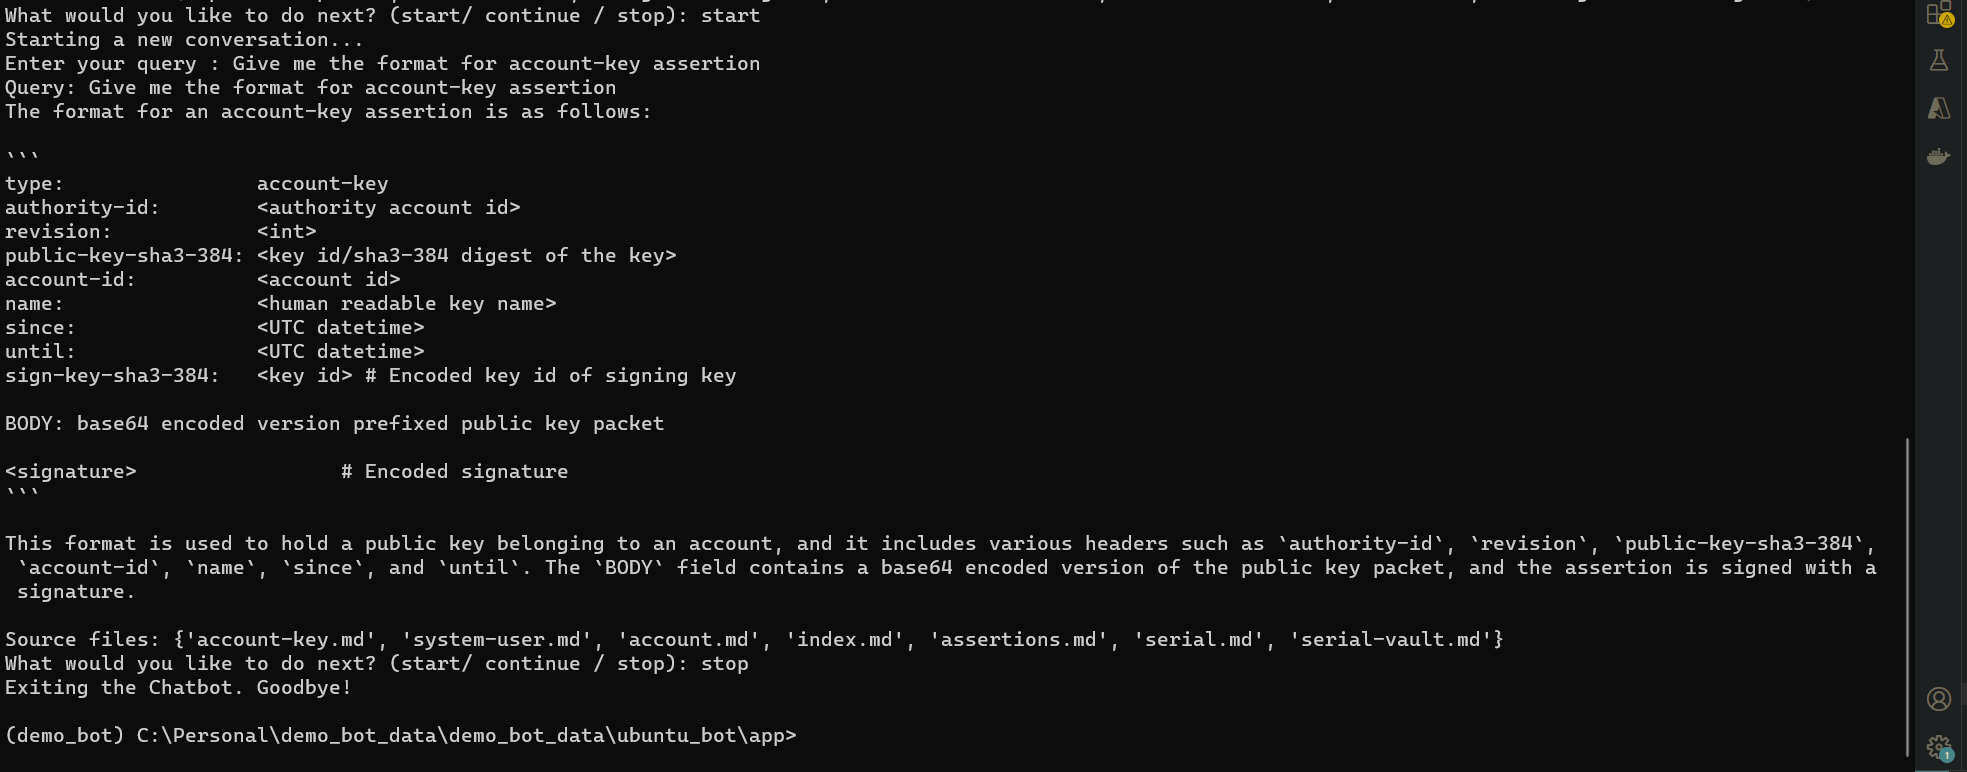 What would you like to do next? (start/ continue / stop): start
Starting a new conversation...
Enter your query : Give me the format for account-key assertion
Query: Give me the format for account-key assertion
The format for an account-key assertion is as follows:
```
type:                account-key
authority-id:        <authority account id>
revision:            <int>
public-key-sha3-384: <key id/sha3-384 digest of the key>
account-id:          <account id>
name:                <human readable key name>
since:               <UTC datetime>
until:               <UTC datetime>
sign-key-sha3-384:   <key id> # Encoded key id of signing key
BODY: base64 encoded version prefixed public key packet
<signature>                 # Encoded signature
```
This format is used to hold a public key belonging to an account, and it includes various headers such as `authority-id`, `revision`, `public-key-sha3-384`,
`account-id`, `name`, `since`, and `until`. The `BODY` field contains a base64 encoded version of the public key packet, and the assertion is signed with a
signature.
Source files: {'account-key.md', 'system-user.md', 'account.md', 'index.md', 'assertions.md', 'serial.md', 'serial-vault.md'}
What would you like to do next? (start/ continue / stop): stop
Exiting the Chatbot. Goodbye!
(demo_bot) C:\Personal\demo_bot_data\demo_bot_data\ubuntu_bot\app>
1